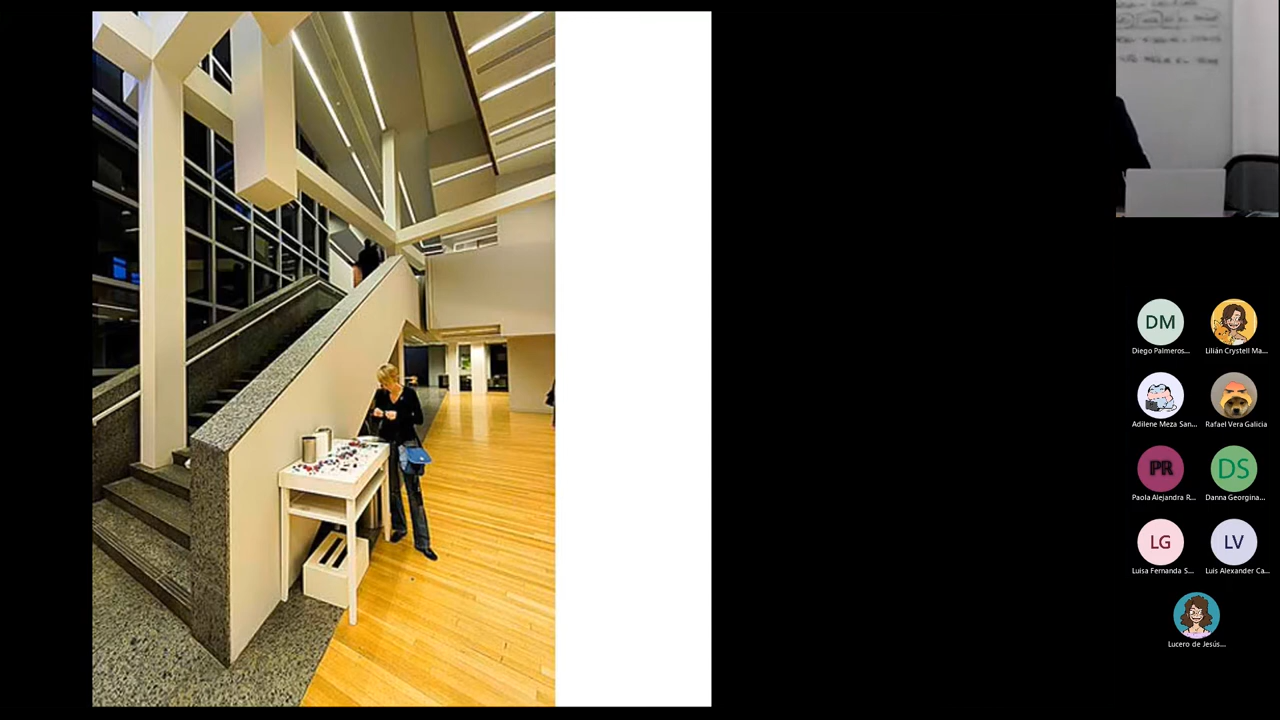 DM
Diego Palmeros...
Lilián Crystell Ma...
Adilene Meza San...
Rafael Vera Galicia
PR
DS
Paola Alejandra R...
Danna Georgina...
LG
LV
Luisa Fernanda S...
Luis Alexander Ca...
Lucero de Jesús...